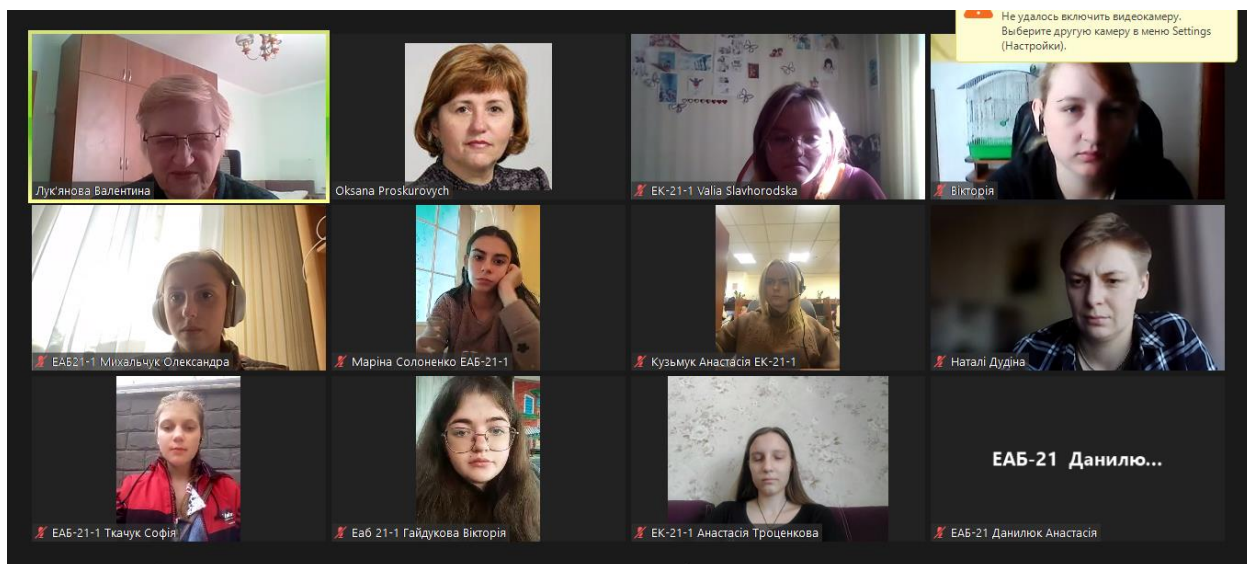 Не удалось включить видеокамеру.
Выберите другую камеру в меню Settings
(Настройки).
Лук'янова Валентина
Oksana Proskurovych
EK-21-1 Valia Slavhorodska
Вікторія
ЕАБ21-1 Михальчук Олександра
Маріна Солоненко ЕАБ-21-1
Кузьмук Анастасія ЕК-21-1
Наталі Дудіна
ЕАБ-21-1 Ткачук Софія
Еаб 21-1 Гайдукова Вікторія
ЕК-21-1 Анастасія Троценкова
ЕАБ-21 Данилю...
ЕАБ-21 Данилюк Анастасія